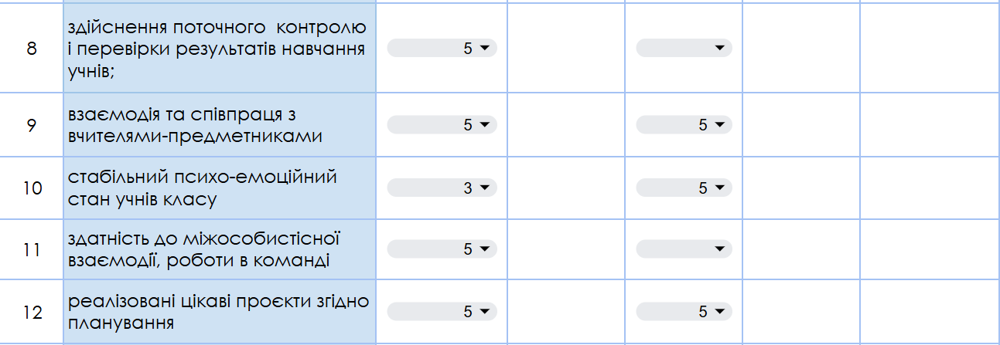 8 здійснення поточного контролю
і перевірки результатів навчання
учнів;
5
9 взаємодія та співпраця з
вчителями-предметниками
5 5
10 стабільний психо-емоційний
стан учнів класу
3 5
11 здатність до міжособистісної
взаємодії, роботи в команді
5
12 реалізовані цікаві проєкти згідно
планування
5 5